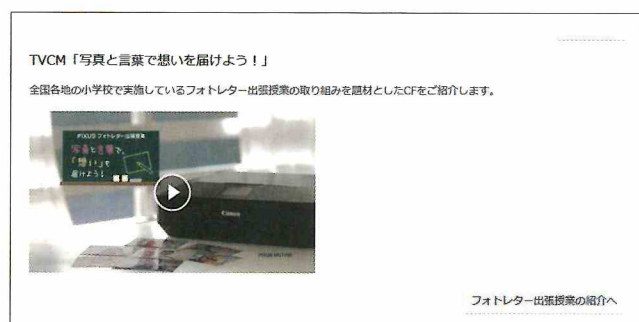 TVCM「写真と言葉で想いを届けよう！」
全国各地の小学校で実施しているフォトレター出張授業の取り組みを題材としたCFをご紹介します。
PIXUS フォトレター出張授業
写真と言葉で、
「想い」を
届けよう！
Canon
フォトレター出張授業の紹介へ